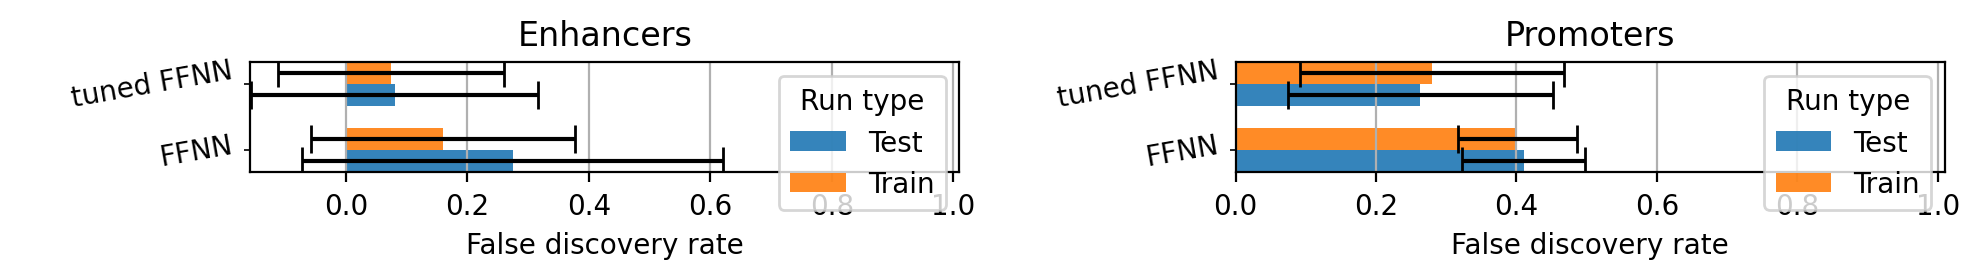 Enhancers
tuned FFNN
FFNN
Run type
Test
Train
0.0 0.2 0.4 0.6 0.8 1.0
False discovery rate
Promoters
tuned FFNN
FFNN
Run type
Test
Train
0.0 0.2 0.4 0.6 0.8 1.0
False discovery rate